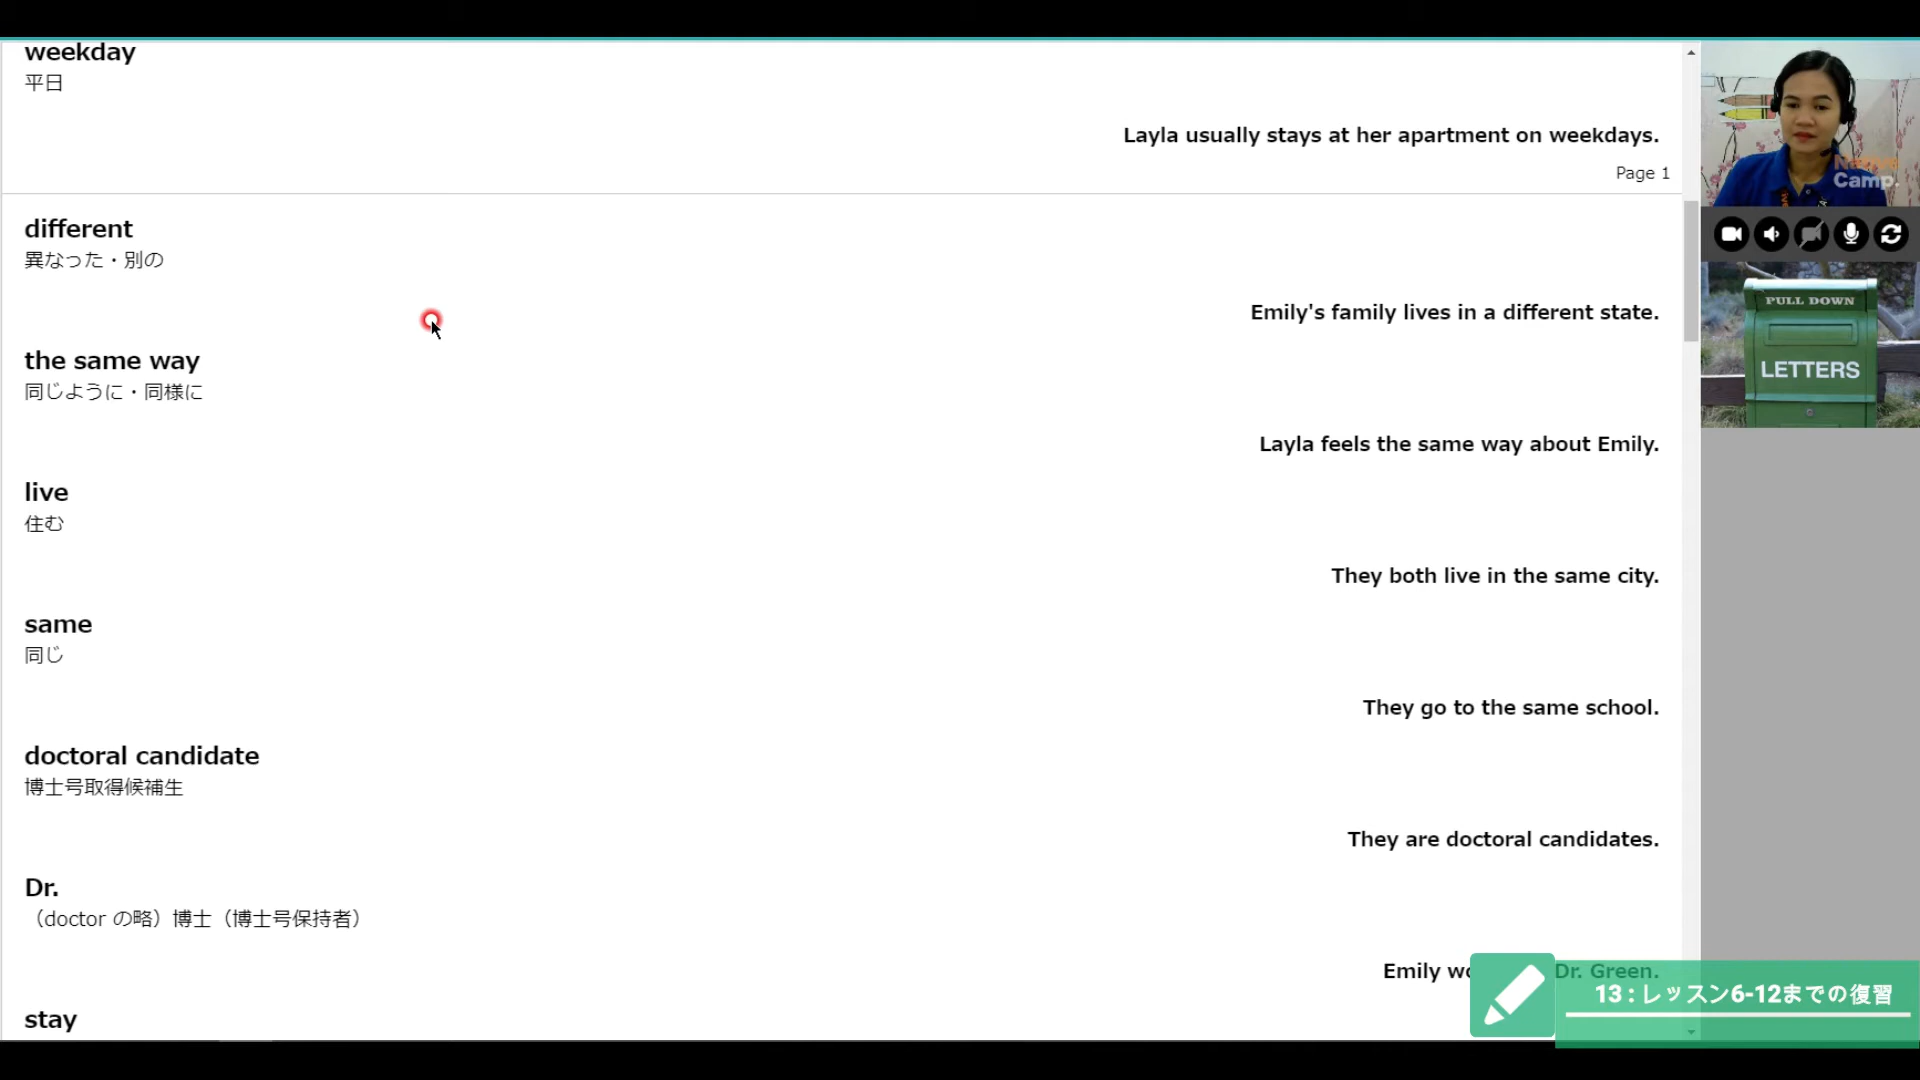 weekday
平日
Layla usually stays at her apartment on weekdays.
Page 1
different
異なった・別の
Emily's family lives in a different state.
the same way
同じように・同様に
Layla feels the same way about Emily.
live
住む
They both live in the same city.
same
同じ
They go to the same school.
doctoral candidate
博士号取得候補生
They are doctoral candidates.
Dr.
（doctor の略）博士（博士号保持者）
Emily
Dr. Green.
stay
13 : レッスン6-12までの復習
Native
Camp.
PULL DOWN
LETTERS